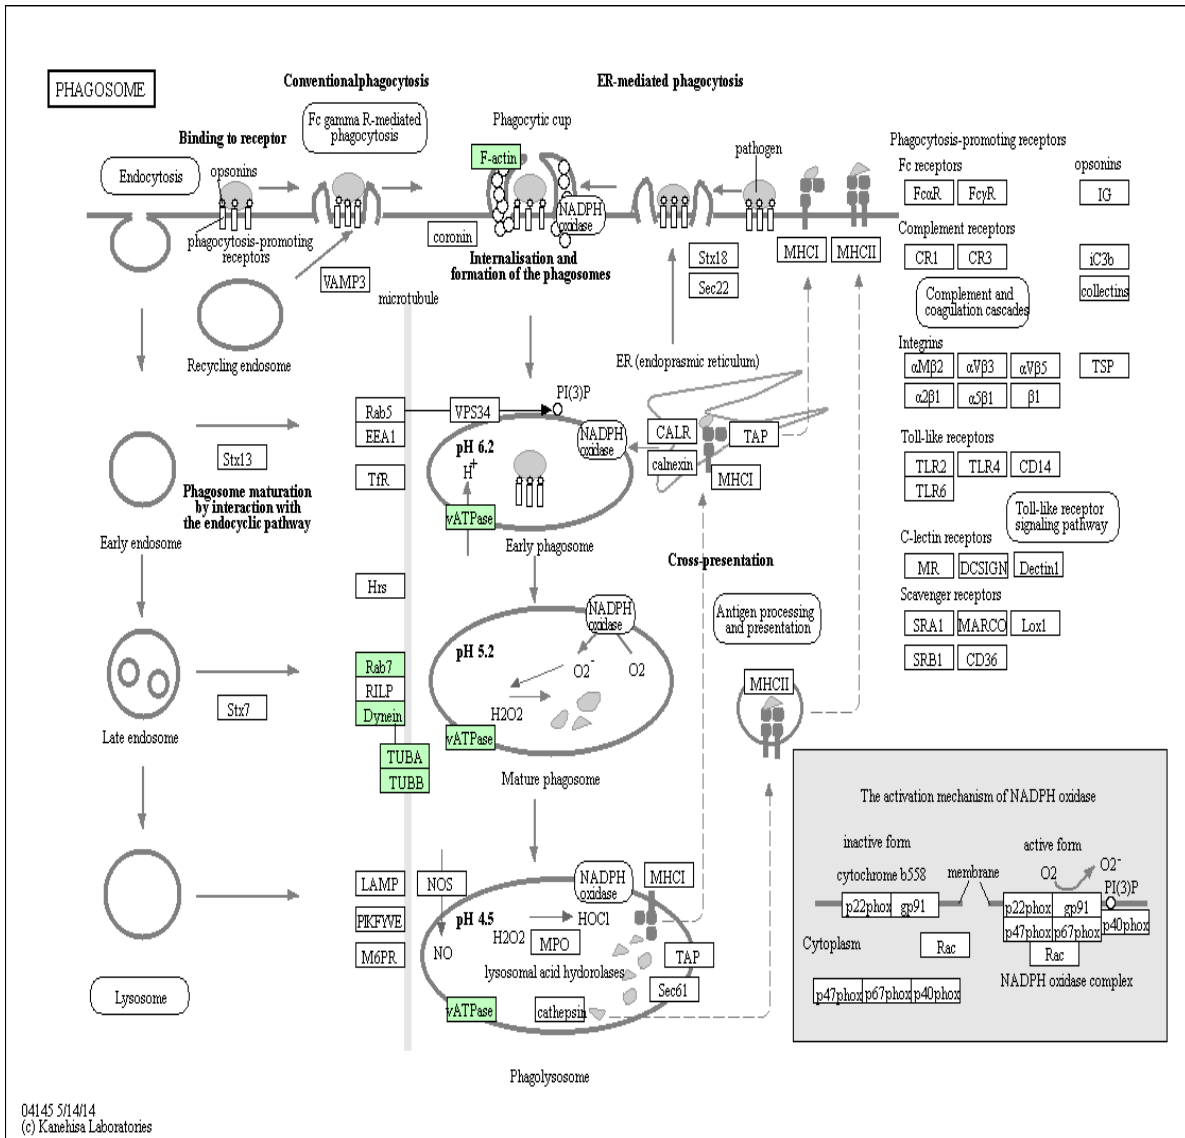 PHAGOSOME
Conventionalphagocytosis
ER-mediated phagocytosis
Fc gamma R-mediated
phagocytosis
Phagocytic cup
Binding to receptor
Endocytosis
opsonins
F-actin
pathogen
NADPH
oxidase
phagocytosis-promoting
receptors
coronin
Internalisation and
formation of the phagosomes
Stx18
Sec22
MHCI
MHCII
VAMP3
microtubule
Recycling endosome
ER (endoprasmic reticulum)
Phagocytosis-promoting receptors
Fc receptors
opsonins
FcαR
FcγR
IG
Complement receptors
CR1
CR3
iC3b
collectins
Complement and
coagulation cascades
Integrins
αMβ2
αVβ3
αVβ5
TSP
α2β1
α5β1
β1
Toll-like receptors
TLR2
TLR4
CD14
TLR6
Toll-like receptor
signaling pathway
C-lectin receptors
MR
DCSIGN
Dectin1
Scavenger receptors
SRA1
MARCO
Lox1
SRB1
CD36
Rab5
VPS34
PI(3)P
EEA1
NADPH
oxidase
CALR
TAP
calnexin
MHCI
Stx13
pH 6.2
H+
TfR
vATPase
Phagosome maturation
by interaction with
the endocyclic pathway
Early endosome
Early phagosome
Cross-presentation
Hrs
NADPH
oxidase
Antigen processing
and presentation
pH 5.2
O2-
O2
H2O2
Rab7
RILP
Dynein
Stx7
vATPase
MHCII
Late endosome
TUBA
TUBB
Mature phagosome
LAMP
NOS
NADPH
oxidase
MHCI
PIKFYVE
pH 4.5
HOCl
H2O2
MPO
M6PR
NO
lysosomal acid hydorolases
TAP
Sec61
Lysosome
vATPase
cathepsin
Phagolysosome
The activation mechanism of NADPH oxidase
inactive form
active form
cytochrome b558
membrane
O2
O2-
PI(3)P
p22phox
gp91
p22phox
gp91
p47phox
p67phox
p40phox
Cytoplasm
Rac
Rac
NADPH oxidase complex
p47phox
p67phox
p40phox
04145 5/14/14
(c) Kanehisa Laboratories